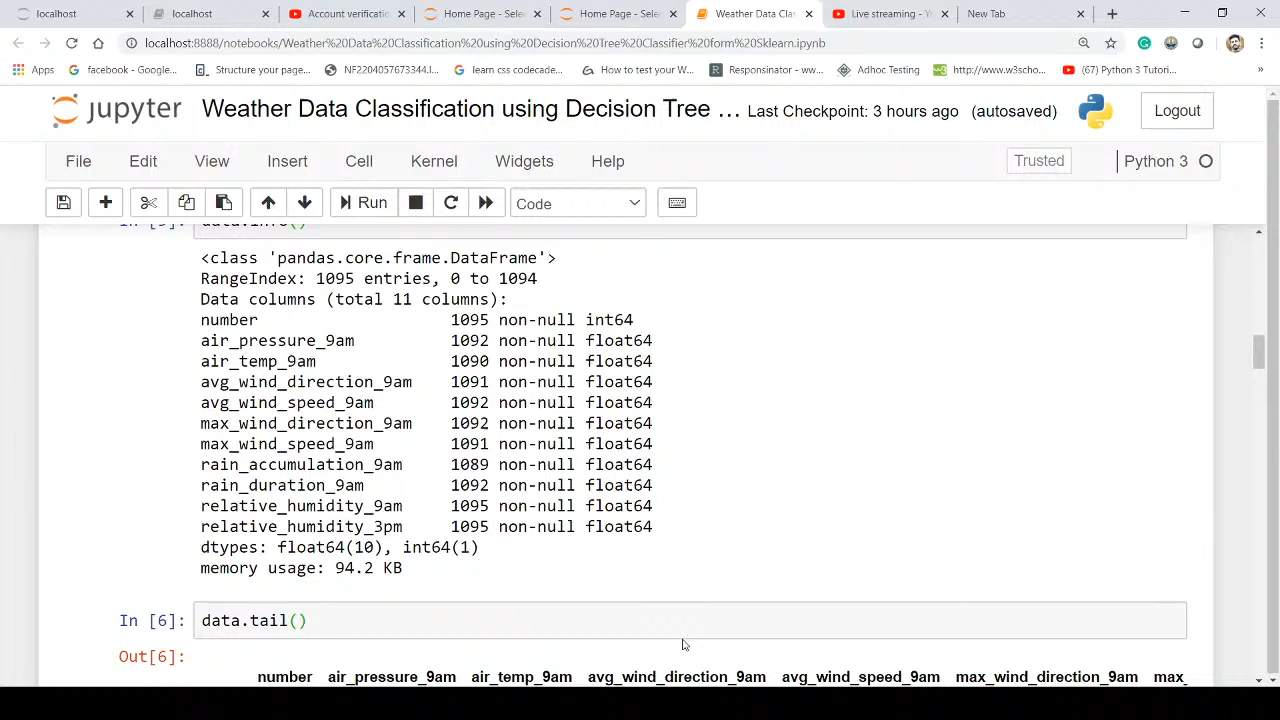 localhost
localhost
Account verificatio
Home Page - Selec
Home Page - Selec
Weather Data Clas
Live streaming - Yo
New Tab
localhost:8888/notebooks/Weather%20Data%20Classification%20using%20Decision%20Tree%20Classifier%20form%20Sklearn.ipynb
Apps
facebook - Google...
Structure your page...
NF2201057673344.I...
learn css codecade...
How to test your W...
Responsinator - ww...
Adhoc Testing
http://www.w3scho...
(67) Python 3 Tutori...
»
jupyter
Weather Data Classification using Decision Tree ...
Last Checkpoint: 3 hours ago (autosaved)
Logout
File Edit View Insert Cell Kernel Widgets Help
Trusted
Python 3
Run
Code
<class 'pandas.core.frame.DataFrame'>
RangeIndex: 1095 entries, 0 to 1094
Data columns (total 11 columns):
number 1095 non-null int64
air_pressure_9am 1092 non-null float64
air_temp_9am 1090 non-null float64
avg_wind_direction_9am 1091 non-null float64
avg_wind_speed_9am 1092 non-null float64
max_wind_direction_9am 1092 non-null float64
max_wind_speed_9am 1091 non-null float64
rain_accumulation_9am 1089 non-null float64
rain_duration_9am 1092 non-null float64
relative_humidity_9am 1095 non-null float64
relative_humidity_3pm 1095 non-null float64
dtypes: float64(10), int64(1)
memory usage: 94.2 KB
In [6]: data.tail()
Out[6]:
number air_pressure_9am air_temp_9am avg_wind_direction_9am avg_wind_speed_9am max_wind_direction_9am max_